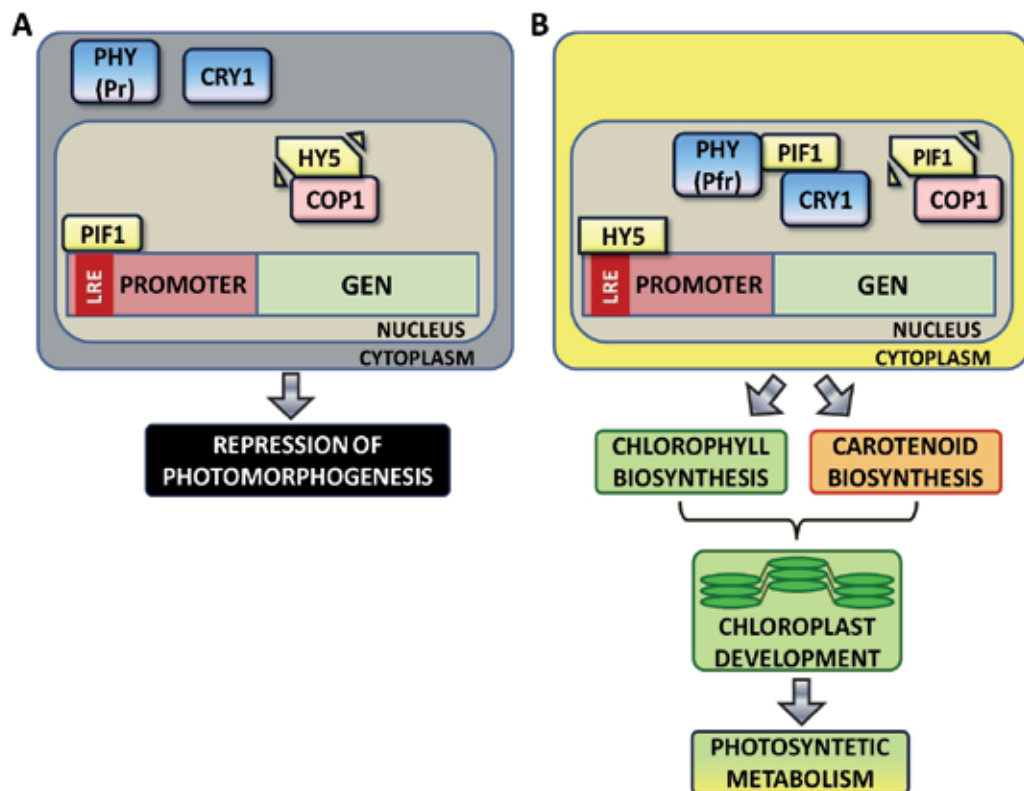 A
PHY
(Pr)
CRY1
HY5
COP1
PIF1
LRE
PROMOTER
GEN
NUCLEUS
CYTOPLASM
REPRESSION OF
PHOTOMORPHOGENESIS
B
PHY
(Pfr)
PIF1
CRY1
PIF1
COP1
HY5
LRE
PROMOTER
GEN
NUCLEUS
CYTOPLASM
CHLOROPHYLL
BIOSYNTHESIS
CAROTENOID
BIOSYNTHESIS
CHLOROPLAST
DEVELOPMENT
PHOTOSYNTETIC
METABOLISM